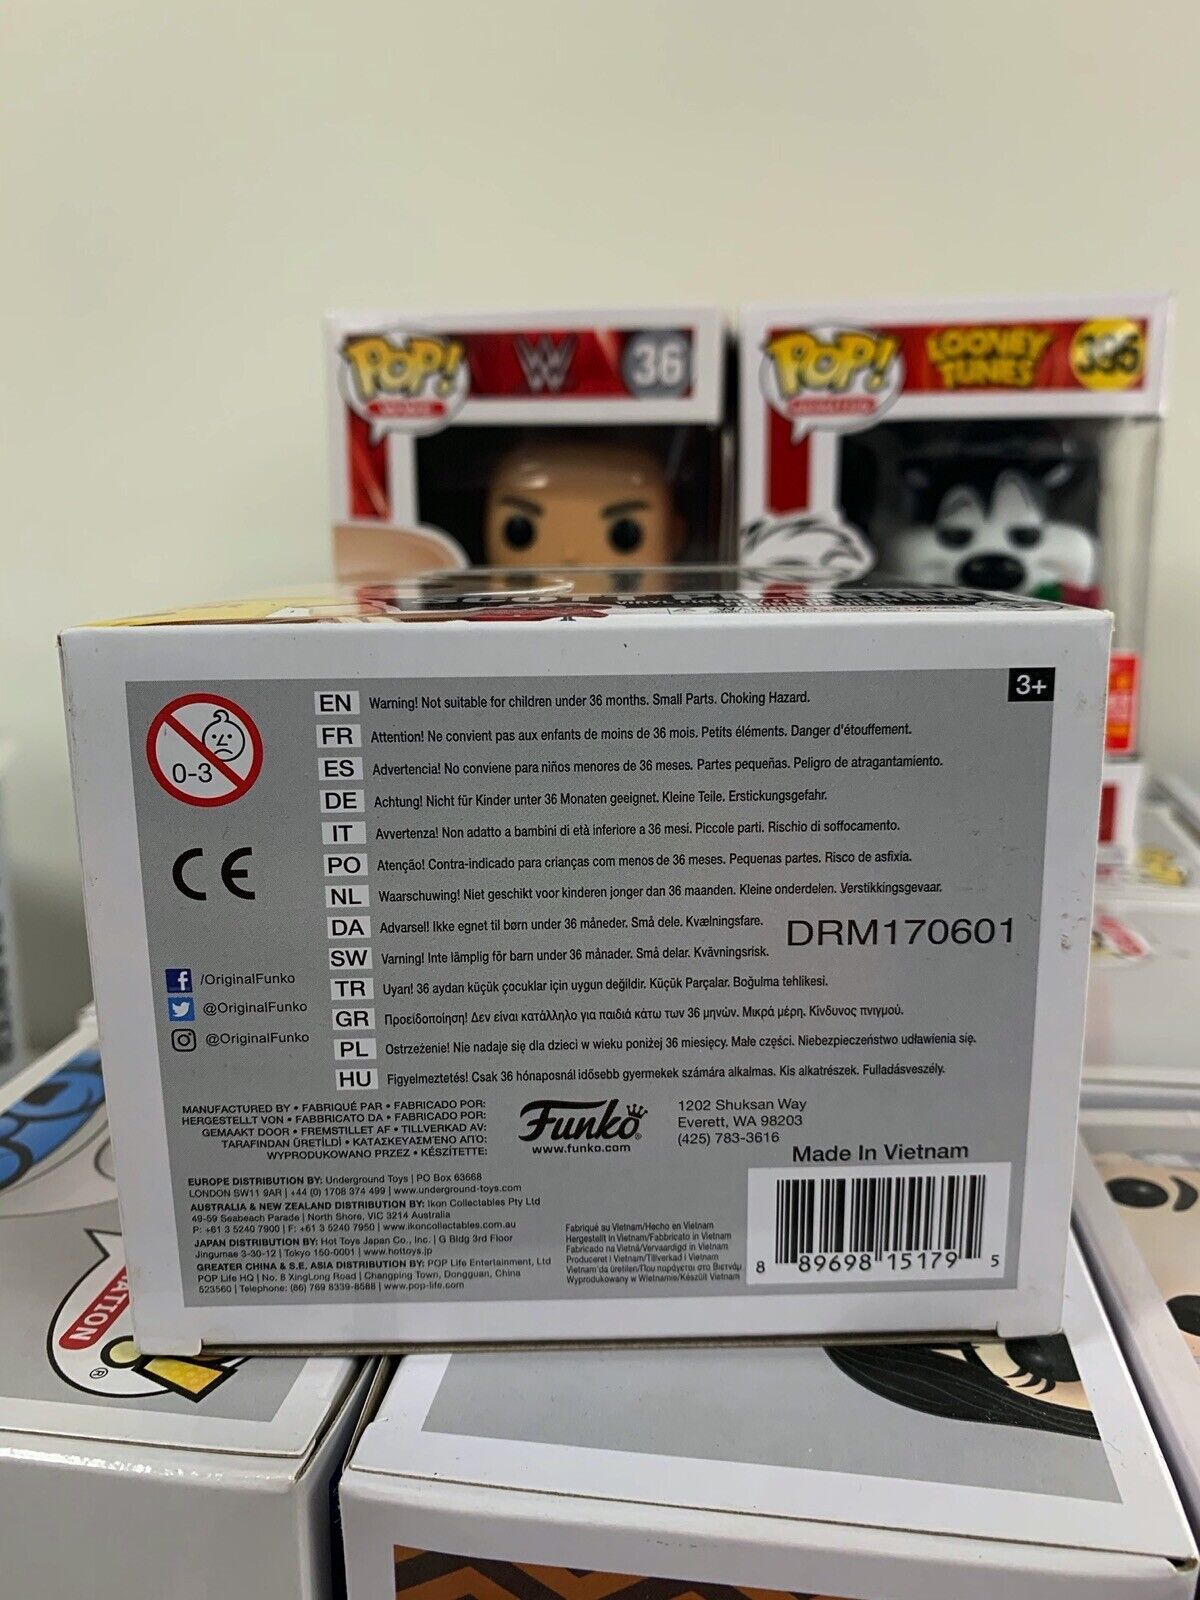 POP!
W
36
POP!
LOONEY
TUNES
3+
EN Warning! Not suitable for children under 36 months. Small Parts. Choking Hazard.
FR Attention! Ne convient pas aux enfants de moins de 36 mois. Petits éléments. Danger d'étouffement.
ES Advertencia! No conviene para niños menores de 36 meses. Partes pequeñas. Peligro de atragantamiento.
0-3
DE Achtung! Nicht für Kinder unter 36 Monaten geeignet. Kleine Teile. Erstickungsgefahr.
IT Avvertenza! Non adatto a bambini di età inferiore a 36 mesi. Piccole parti. Rischio di soffocamento.
PO Atenção! Contra-indicado para crianças com menos de 36 meses. Pequenas partes. Risco de asfixia.
CE
NL Waarschuwing! Niet geschikt voor kinderen jonger dan 36 maanden. Kleine onderdelen. Verstikkingsgevaar.
DA Advarsel! Ikke egnet til børn under 36 måneder. Små dele. Kvælningsfare.
DRM170601
SW Varning! Inte lämplig för barn under 36 månader. Små delar. Kvävningsrisk.
TR Uyarı! 36 aydan küçük çocuklar için uygun değildir. Küçük Parçalar. Boğulma tehlikesi.
GR Προειδοποίηση! Δεν είναι κατάλληλο για παιδιά κάτω των 36 μηνών. Μικρά μέρη. Κίνδυνος πνιγμού.
PL Ostrzeżenie! Nie nadaje się dla dzieci w wieku poniżej 36 miesięcy. Małe części. Niebezpieczeństwo udławienia się.
HU Figyelmeztetés! Csak 36 hónaposnál idősebb gyermekek számára alkalmas. Kis alkatrészek. Fulladásveszély.
/OriginalFunko
@OriginalFunko
@OriginalFunko
MANUFACTURED BY • FABRIQUÉ PAR • FABRICADO POR:
HERGESTELLT VON • FABBRICATO DA • FABRICADO POR:
GEMAAKT DOOR • FREMSTILLET AF • TILLVERKAD AV:
TARAFINDAN ÜRETİLDİ • ΚΑΤΑΣΚΕΥΑΣΜΈΝΟ ΑΠΌ:
WYPRODUKOWANO PRZEZ • KÉSZÍTETTE:
Funko
www.funko.com
1202 Shuksan Way
Everett, WA 98203
(425) 783-3616
Made In Vietnam
EUROPE DISTRIBUTION BY: Underground Toys | PO Box 63668
LONDON SW11 9AR | +44 (0) 1708 374 499 | www.underground-toys.com
AUSTRALIA & NEW ZEALAND DISTRIBUTION BY: Ikon Collectables Pty Ltd
49-59 Seabeach Parade | North Shore, VIC 3214 Australia
P: +61 3 5240 7900 | F: +61 3 5240 7950 | www.ikoncollectables.com.au
JAPAN DISTRIBUTION BY: Hot Toys Japan Co., Inc. | G Bldg 3rd Floor
Jingumae 3-30-12 | Tokyo 150-0001 | www.hottoys.jp
GREATER CHINA & S.E. ASIA DISTRIBUTION BY: POP Life Entertainment, Ltd
POP Life HQ | No. 8 XingLong Road | Changping Town, Dongguan, China
523560 | Telephone: (86) 769 8339-8588 | www.pop-life.com
Fabriqué au Vietnam/Hecho en Vietnam
Hergestellt in Vietnam/Fabbricato in Vietnam
Fabricado na Vietnã/Vervaardigd in Vietnam
Produceret i Vietnam/Tillverkad i Vietnam
Vietnam'da üretilen/Που παράγεται στο Βιετνάμ
Wyprodukowany w Wietnamie/Készült Vietnam
8 89698 15179 5